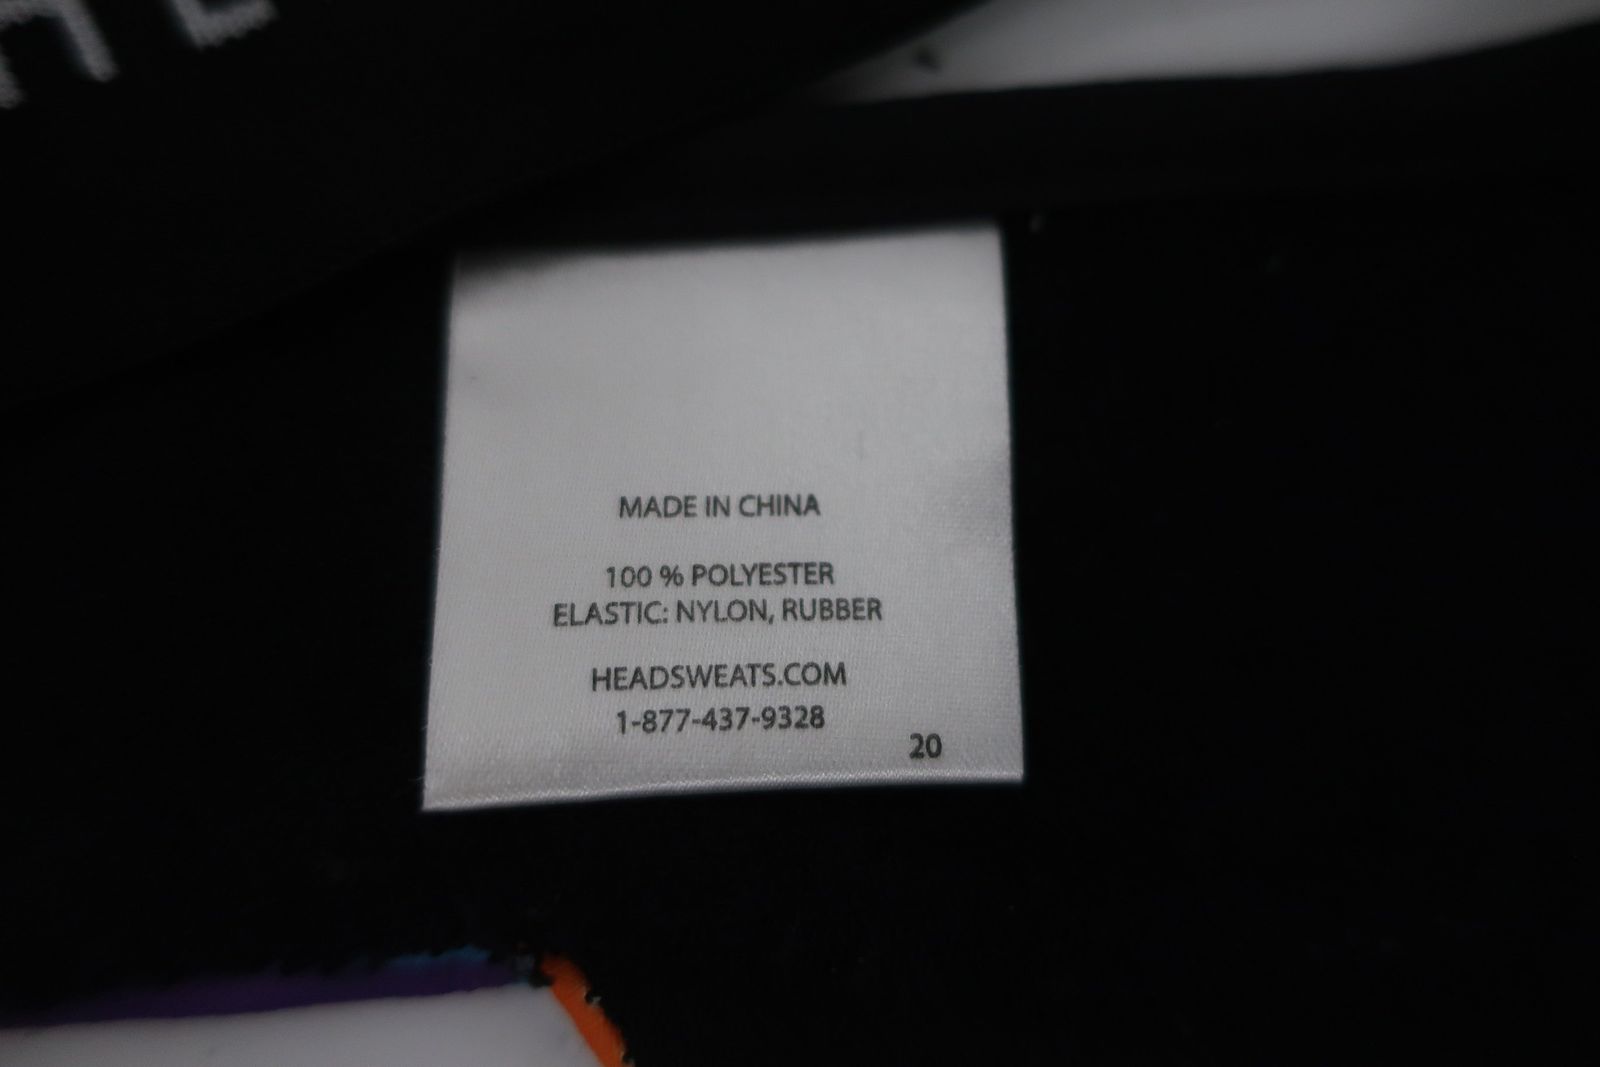 MADE IN CHINA
100 % POLYESTER
ELASTIC: NYLON, RUBBER
HEADSWEATS.COM
1-877-437-9328
20